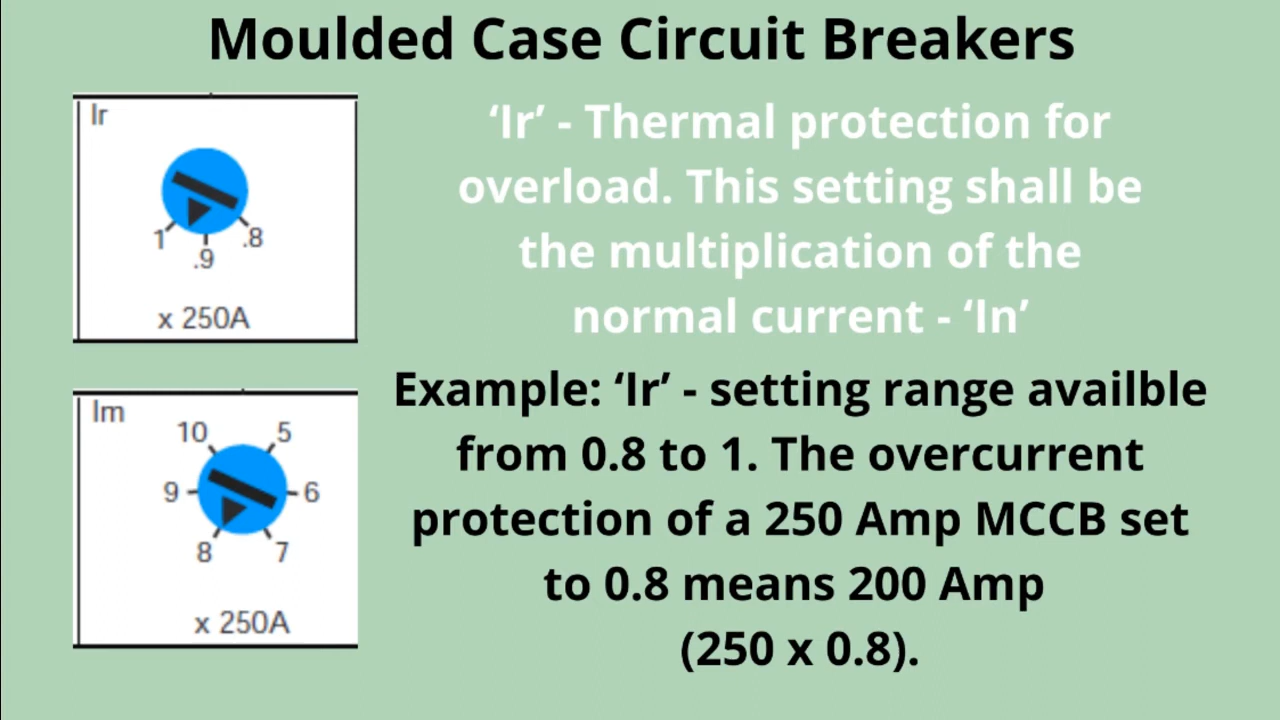 Moulded Case Circuit Breakers
Ir
1
.9
.8
x 250A
‘Ir’ - Thermal protection for
overload. This setting shall be
the multiplication of the
normal current - ‘In’
Im
10
5
9
6
8
7
x 250A
Example: ‘Ir’ - setting range availble
from 0.8 to 1. The overcurrent
protection of a 250 Amp MCCB set
to 0.8 means 200 Amp
(250 x 0.8).